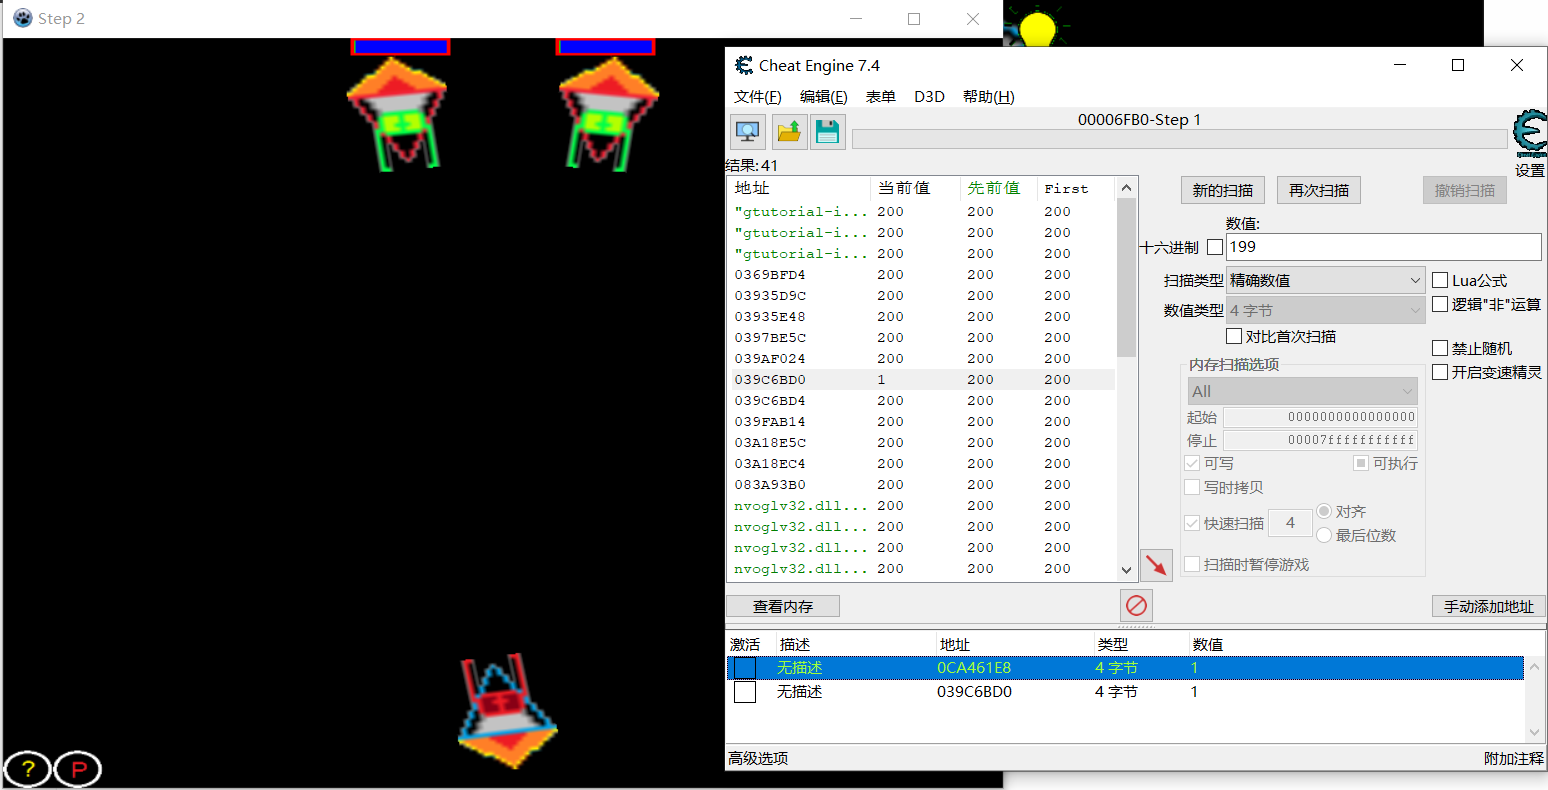 Step 2
? P
Cheat Engine 7.4
文件(F) 编辑(E) 表单 D3D 帮助(H)
00006FB0-Step 1
设置
结果: 41
地址 当前值 先前值 First
"gtutorial-i... 200 200 200
"gtutorial-i... 200 200 200
"gtutorial-i... 200 200 200
0369BFD4 200 200 200
03935D9C 200 200 200
03935E48 200 200 200
0397BE5C 200 200 200
039AF024 200 200 200
039C6BD0 1 200 200
039C6BD4 200 200 200
039FAB14 200 200 200
03A18E5C 200 200 200
03A18EC4 200 200 200
083A93B0 200 200 200
nvoglv32.dll... 200 200 200
nvoglv32.dll... 200 200 200
nvoglv32.dll... 200 200 200
nvoglv32.dll... 200 200 200
新的扫描 再次扫描 撤销扫描
数值:
十六进制 199
扫描类型 精确数值 Lua公式
数值类型 4 字节 逻辑"非"运算
对比首次扫描
禁止随机
内存扫描选项
开启变速精灵
All
起始 0000000000000000
停止 00007fffffffffff
可写 可执行
写时拷贝
快速扫描 4 对齐
最后位数
扫描时暂停游戏
查看内存 手动添加地址
激活 描述 地址 类型 数值
无描述 0CA461E8 4 字节 1
无描述 039C6BD0 4 字节 1
高级选项 附加注释